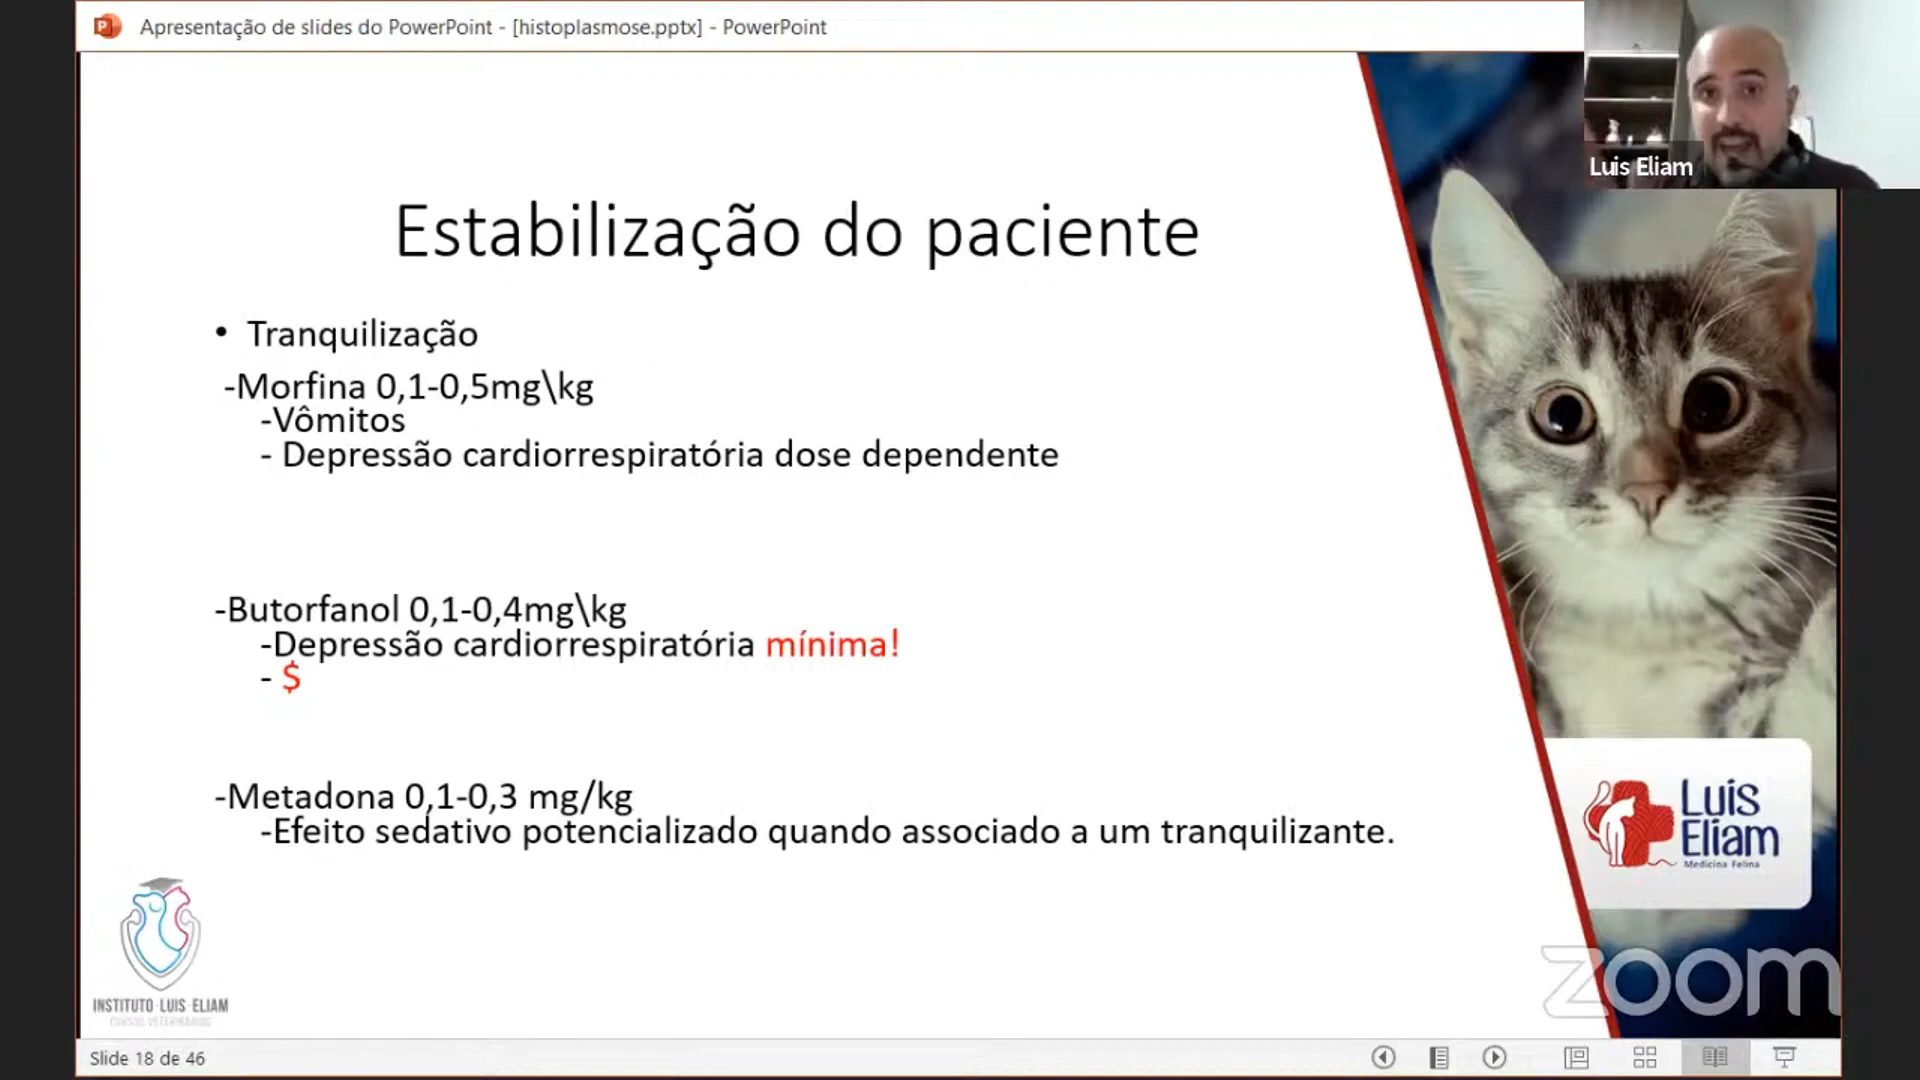 Apresentação de slides do PowerPoint - [histoplasmose.pptx] - PowerPoint
Luis Eliam
Estabilização do paciente
• Tranquilização
-Morfina 0,1-0,5mg\kg
-Vômitos
- Depressão cardiorrespiratória dose dependente
-Butorfanol 0,1-0,4mg\kg
-Depressão cardiorrespiratória mínima!
- $
-Metadona 0,1-0,3 mg/kg
-Efeito sedativo potencializado quando associado a um tranquilizante.
Luis
Eliam
Medicina Felina
INSTITUTO LUIS ELIAM
CURSOS VETERINÁRIOS
zoom
Slide 18 de 46